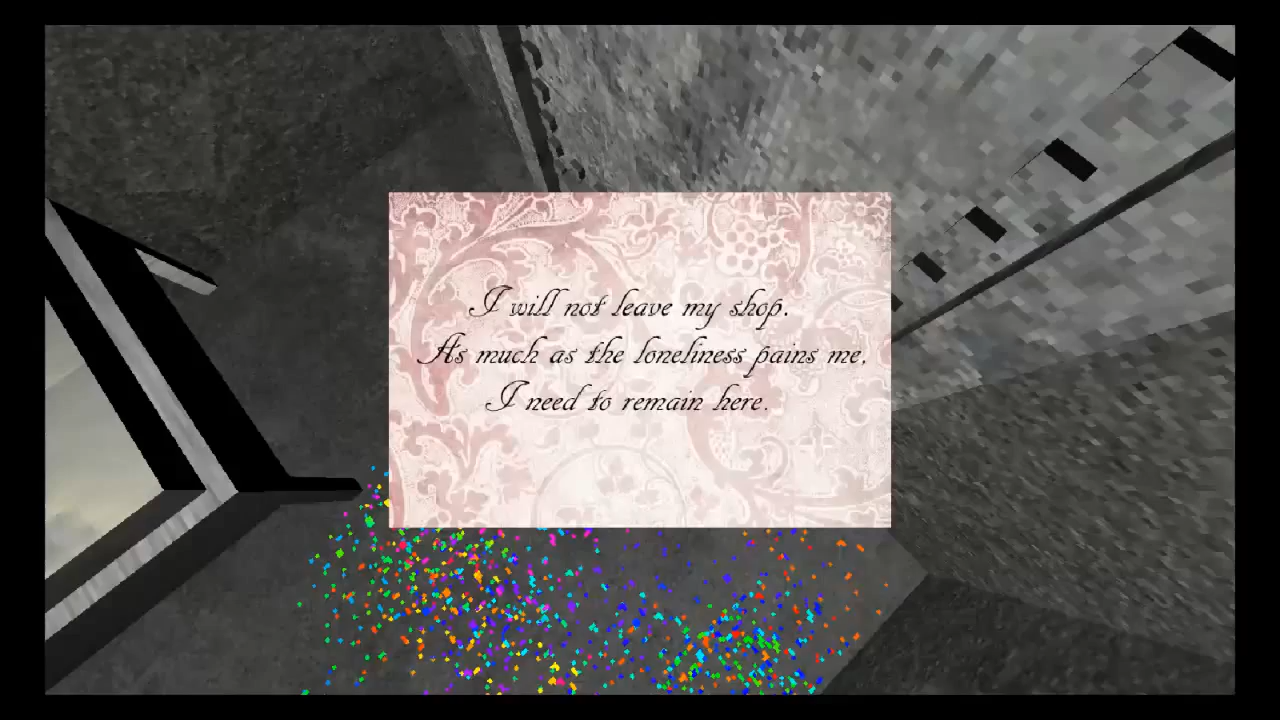 I will not leave my shop.
As much as the loneliness pains me,
I need to remain here.